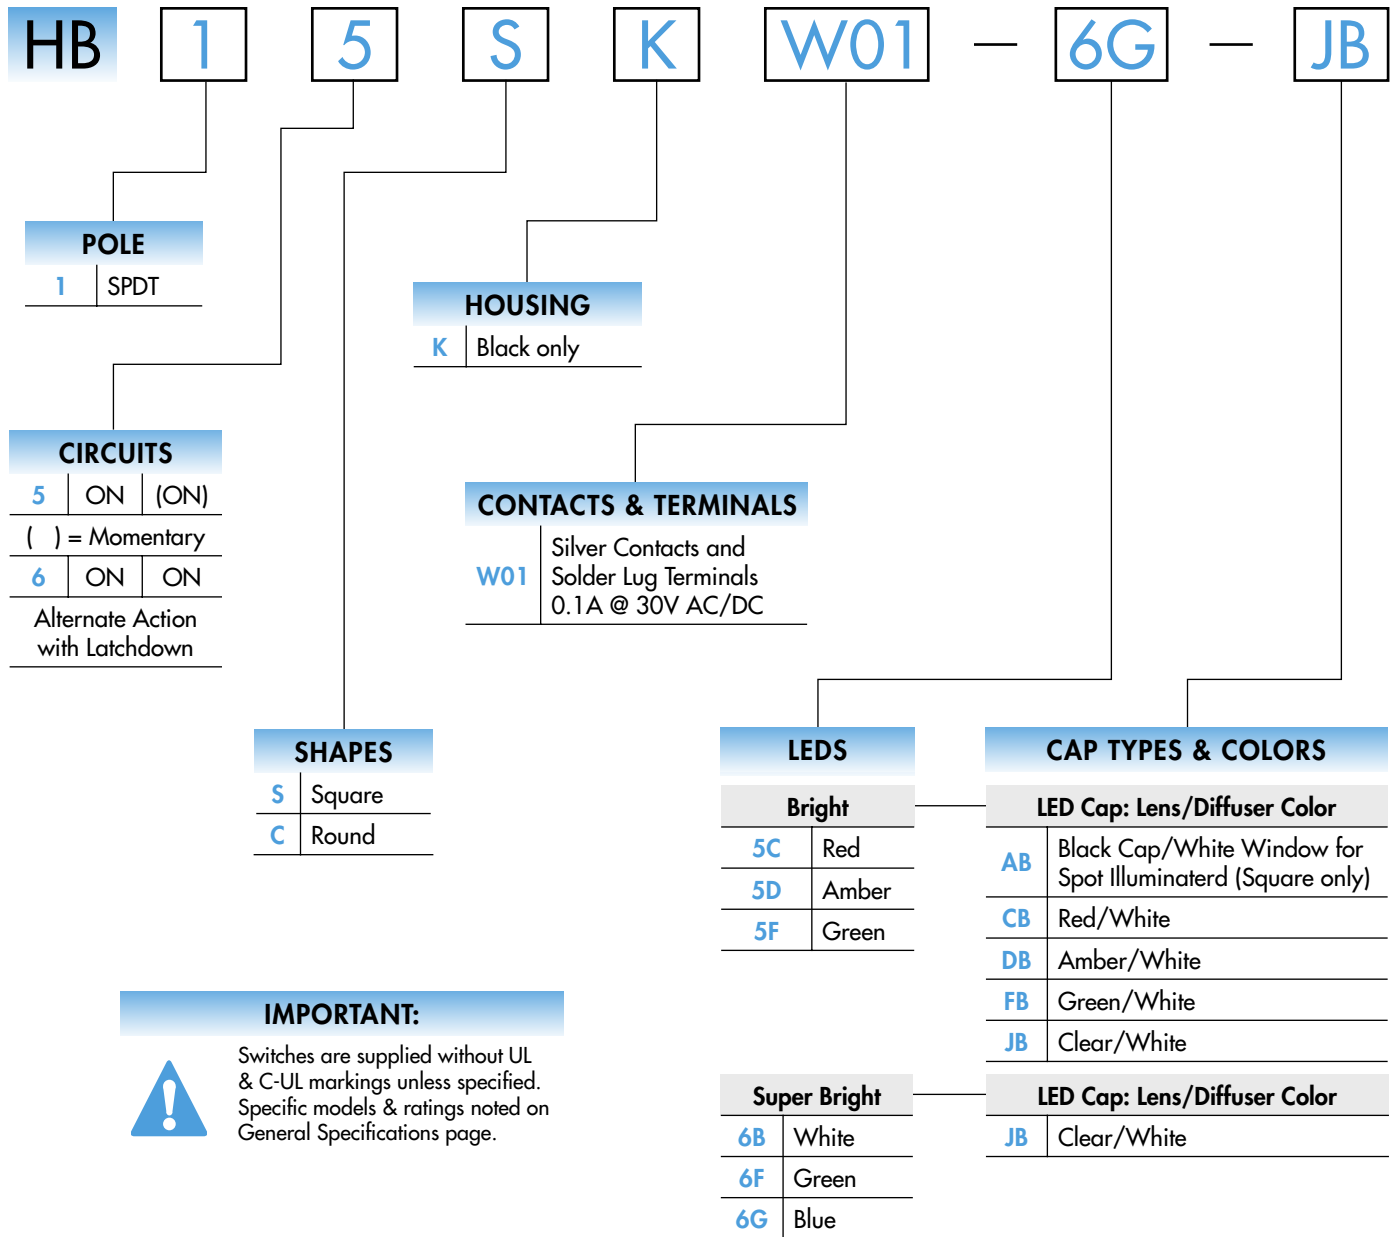 HB 1 5 S K W01 — 6G — JB
POLE
1 SPDT
HOUSING
K Black only
CIRCUITS
5 ON (ON)
( ) = Momentary
6 ON ON
Alternate Action
with Latchdown
CONTACTS & TERMINALS
W01 Silver Contacts and
Solder Lug Terminals
0.1A @ 30V AC/DC
SHAPES
S Square
C Round
LEDS
Bright
5C Red
5D Amber
5F Green
Super Bright
6B White
6F Green
6G Blue
CAP TYPES & COLORS
LED Cap: Lens/Diffuser Color
AB Black Cap/White Window for
Spot Illuminaterd (Square only)
CB Red/White
DB Amber/White
FB Green/White
JB Clear/White
LED Cap: Lens/Diffuser Color
JB Clear/White
IMPORTANT:
Switches are supplied without UL
& C-UL markings unless specified.
Specific models & ratings noted on
General Specifications page.